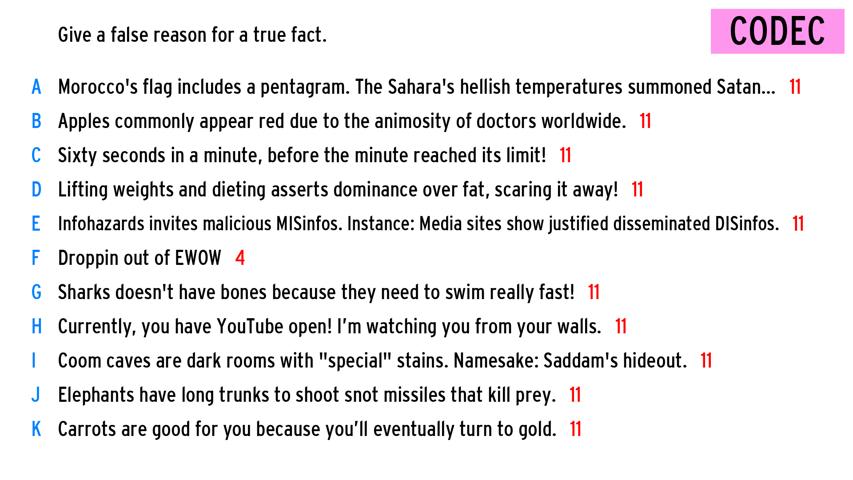 Give a false reason for a true fact.
CODEC
A Morocco's flag includes a pentagram. The Sahara's hellish temperatures summoned Satan... 11
B Apples commonly appear red due to the animosity of doctors worldwide. 11
C Sixty seconds in a minute, before the minute reached its limit! 11
D Lifting weights and dieting asserts dominance over fat, scaring it away! 11
E Infohazards invites malicious MISinfos. Instance: Media sites show justified disseminated DISinfos. 11
F Droppin out of EWOW 4
G Sharks doesn't have bones because they need to swim really fast! 11
H Currently, you have YouTube open! I'm watching you from your walls. 11
I Coom caves are dark rooms with "special" stains. Namesake: Saddam's hideout. 11
J Elephants have long trunks to shoot snot missiles that kill prey. 11
K Carrots are good for you because you'll eventually turn to gold. 11